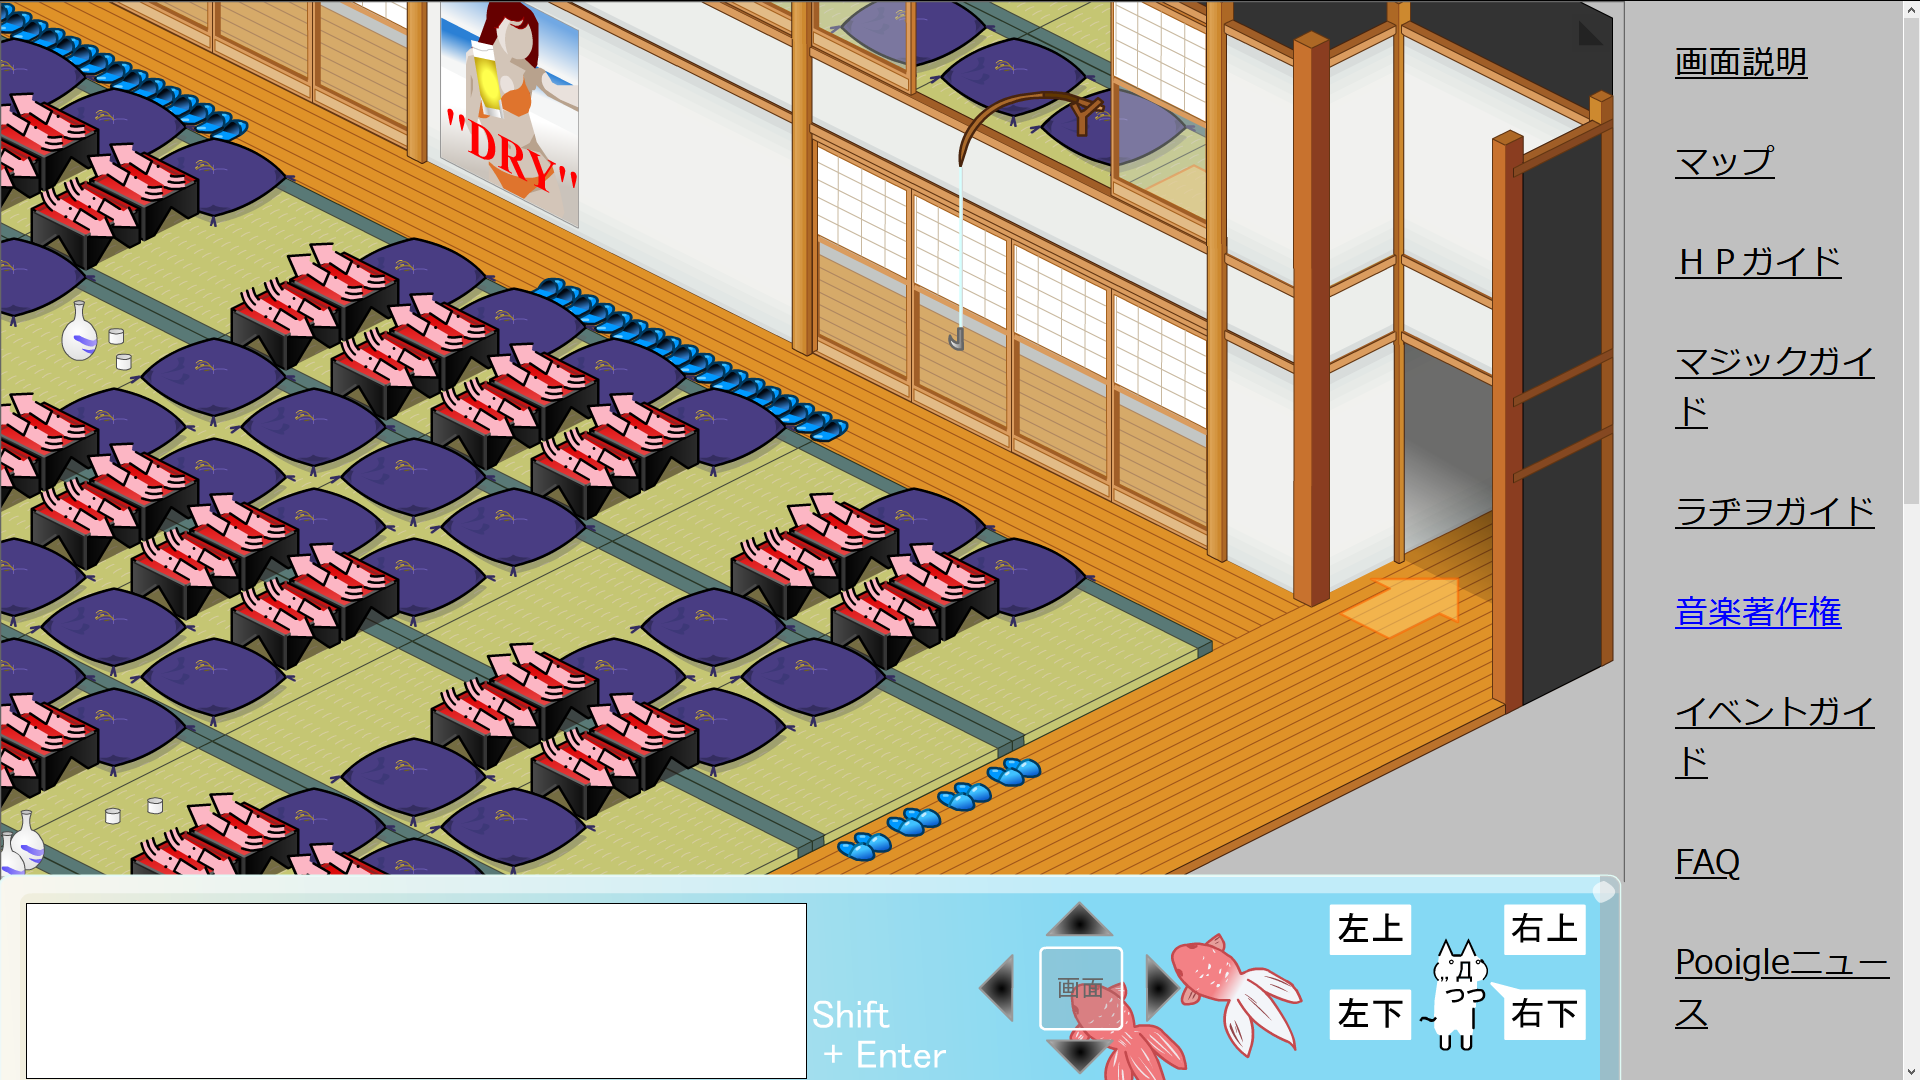 "DRY"
画面説明
マップ
ＨＰガイド
マジックガイ
ド
ラヂヲガイド
音楽著作権
イベントガイ
ド
FAQ
Pooigleニュー
ス
Shift
+ Enter
画面
左上
右上
左下
右下